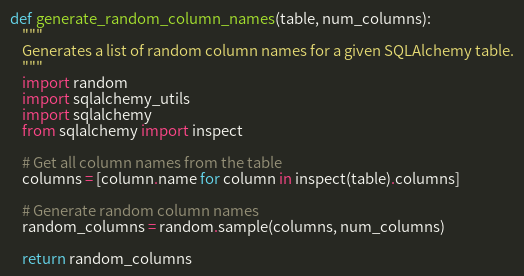 def generate_random_column_names(table, num_columns):
    """
    Generates a list of random column names for a given SQLAlchemy table.
    """
    import random
    import sqlalchemy_utils
    import sqlalchemy
    from sqlalchemy import inspect

    # Get all column names from the table
    columns = [column.name for column in inspect(table).columns]

    # Generate random column names
    random_columns = random.sample(columns, num_columns)

    return random_columns